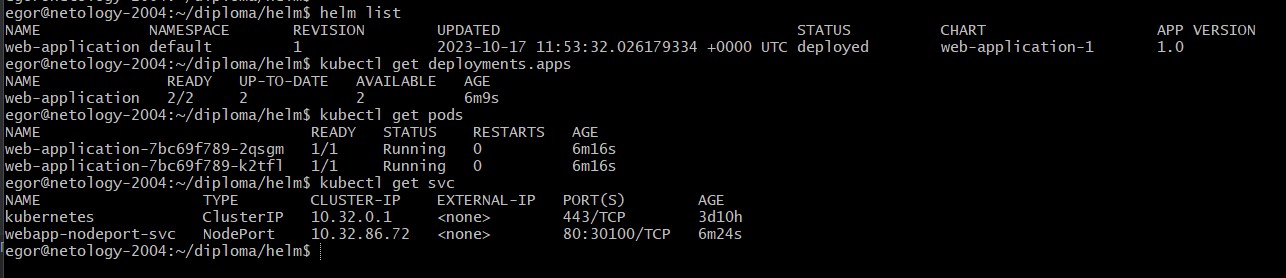 egor@netology-2004:~/diploma/helm$ helm list
NAME NAMESPACE REVISION UPDATED STATUS CHART APP VERSION
web-application default 1 2023-10-17 11:53:32.026179334 +0000 UTC deployed web-application-1 1.0
egor@netology-2004:~/diploma/helm$ kubectl get deployments.apps
NAME READY UP-TO-DATE AVAILABLE AGE
web-application 2/2 2 2 6m9s
egor@netology-2004:~/diploma/helm$ kubectl get pods
NAME READY STATUS RESTARTS AGE
web-application-7bc69f789-2qsgm 1/1 Running 0 6m16s
web-application-7bc69f789-k2tfl 1/1 Running 0 6m16s
egor@netology-2004:~/diploma/helm$ kubectl get svc
NAME TYPE CLUSTER-IP EXTERNAL-IP PORT(S) AGE
kubernetes ClusterIP 10.32.0.1 <none> 443/TCP 3d10h
webapp-nodeport-svc NodePort 10.32.86.72 <none> 80:30100/TCP 6m24s
egor@netology-2004:~/diploma/helm$